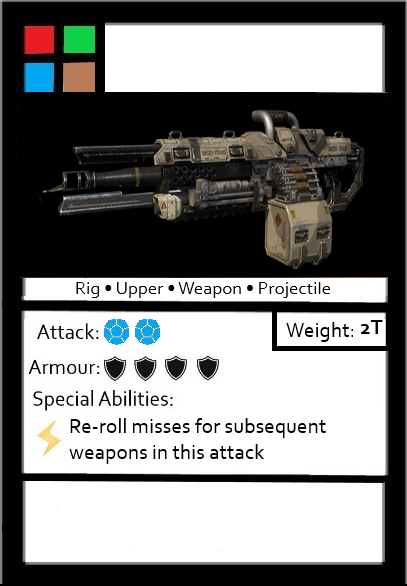 Rig • Upper • Weapon • Projectile
Attack:
Weight: 2T
Armour:
Special Abilities:
Re-roll misses for subsequent
weapons in this attack